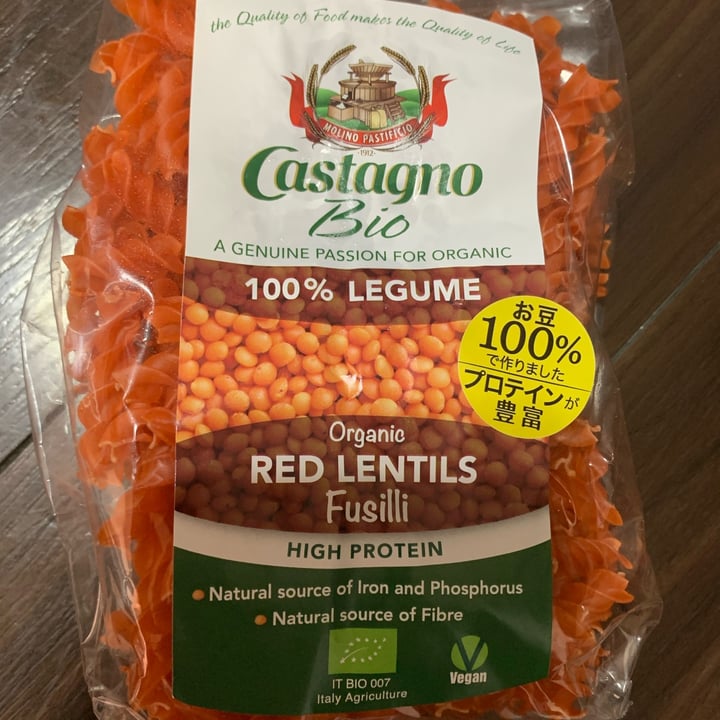 the Quality of Food makes the Quality of Life
MOLINO PASTIFICIO
·1912·
Castagno
Bio
A GENUINE PASSION FOR ORGANIC
100% LEGUME
お豆
100%
で作りました
プロテインが
豊富
Organic
RED LENTILS
Fusilli
HIGH PROTEIN
Natural source of Iron and Phosphorus
Natural source of Fibre
IT BIO 007
Italy Agriculture
V
Vegan